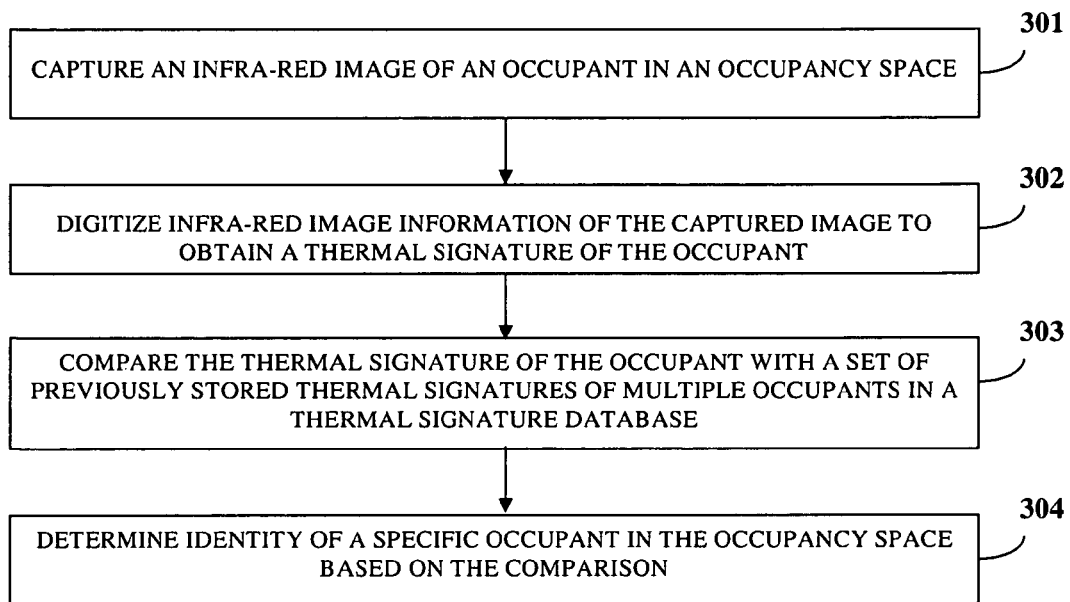 301
CAPTURE AN INFRA-RED IMAGE OF AN OCCUPANT IN AN OCCUPANCY SPACE
302
DIGITIZE INFRA-RED IMAGE INFORMATION OF THE CAPTURED IMAGE TO
OBTAIN A THERMAL SIGNATURE OF THE OCCUPANT
303
COMPARE THE THERMAL SIGNATURE OF THE OCCUPANT WITH A SET OF
PREVIOUSLY STORED THERMAL SIGNATURES OF MULTIPLE OCCUPANTS IN A
THERMAL SIGNATURE DATABASE
304
DETERMINE IDENTITY OF A SPECIFIC OCCUPANT IN THE OCCUPANCY SPACE
BASED ON THE COMPARISON